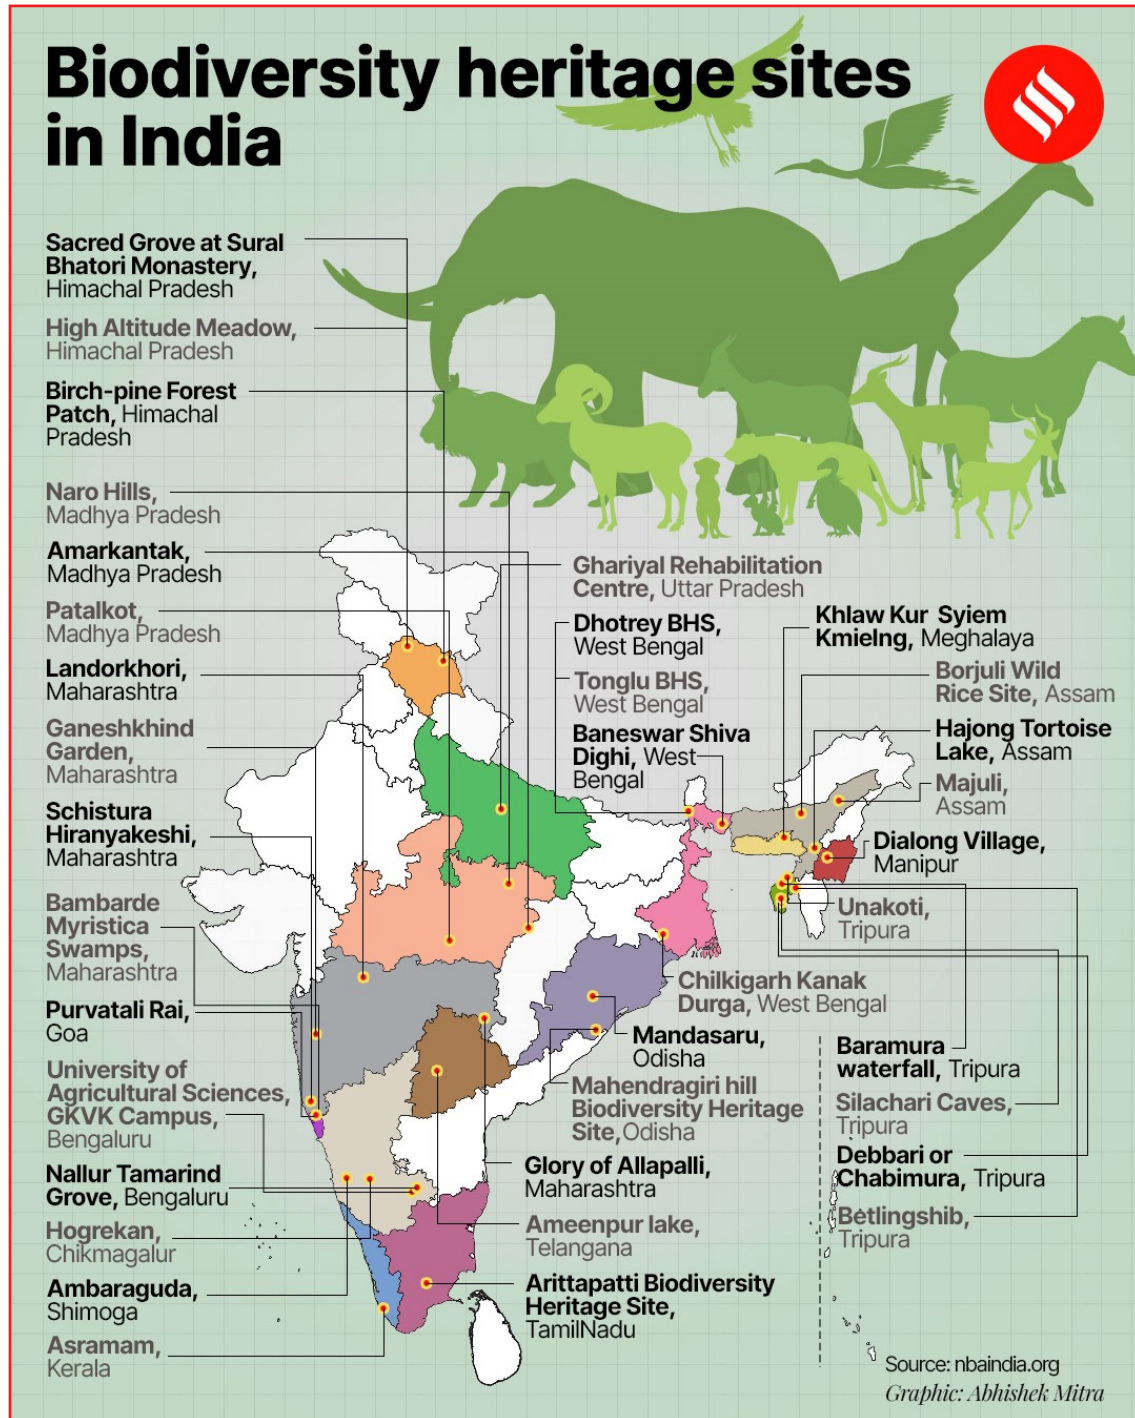 Biodiversity heritage sites
in India
Sacred Grove at Sural
Bhatori Monastery,
Himachal Pradesh
High Altitude Meadow,
Himachal Pradesh
Birch-pine Forest
Patch, Himachal
Pradesh
Naro Hills,
Madhya Pradesh
Amarkantak,
Madhya Pradesh
Patalkot,
Madhya Pradesh
Landorkhori,
Maharashtra
Ganeshkhind
Garden,
Maharashtra
Schistura
Hiranyakeshi,
Maharashtra
Bambarde
Myristica
Swamps,
Maharashtra
Purvatali Rai,
Goa
University of
Agricultural Sciences,
GKVK Campus,
Bengaluru
Nallur Tamarind
Grove, Bengaluru
Hogrekan,
Chikmagalur
Ambaraguda,
Shimoga
Asramam,
Kerala
Ghariyal Rehabilitation
Centre, Uttar Pradesh
Dhotrey BHS,
West Bengal
Tonglu BHS,
West Bengal
Baneswar Shiva
Dighi, West
Bengal
Khlaw Kur Syiem
Kmielng, Meghalaya
Borjuli Wild
Rice Site, Assam
Hajong Tortoise
Lake, Assam
Majuli,
Assam
Dialong Village,
Manipur
Unakoti,
Tripura
Chilkigarh Kanak
Durga, West Bengal
Mandasaru,
Odisha
Mahendragiri hill
Biodiversity Heritage
Site,Odisha
Glory of Allapalli,
Maharashtra
Ameenpur lake,
Telangana
Arittapatti Biodiversity
Heritage Site,
TamilNadu
Baramura
waterfall, Tripura
Silachari Caves,
Tripura
Debbari or
Chabimura, Tripura
Betlingshib,
Tripura
Source: nbaindia.org
Graphic: Abhishek Mitra